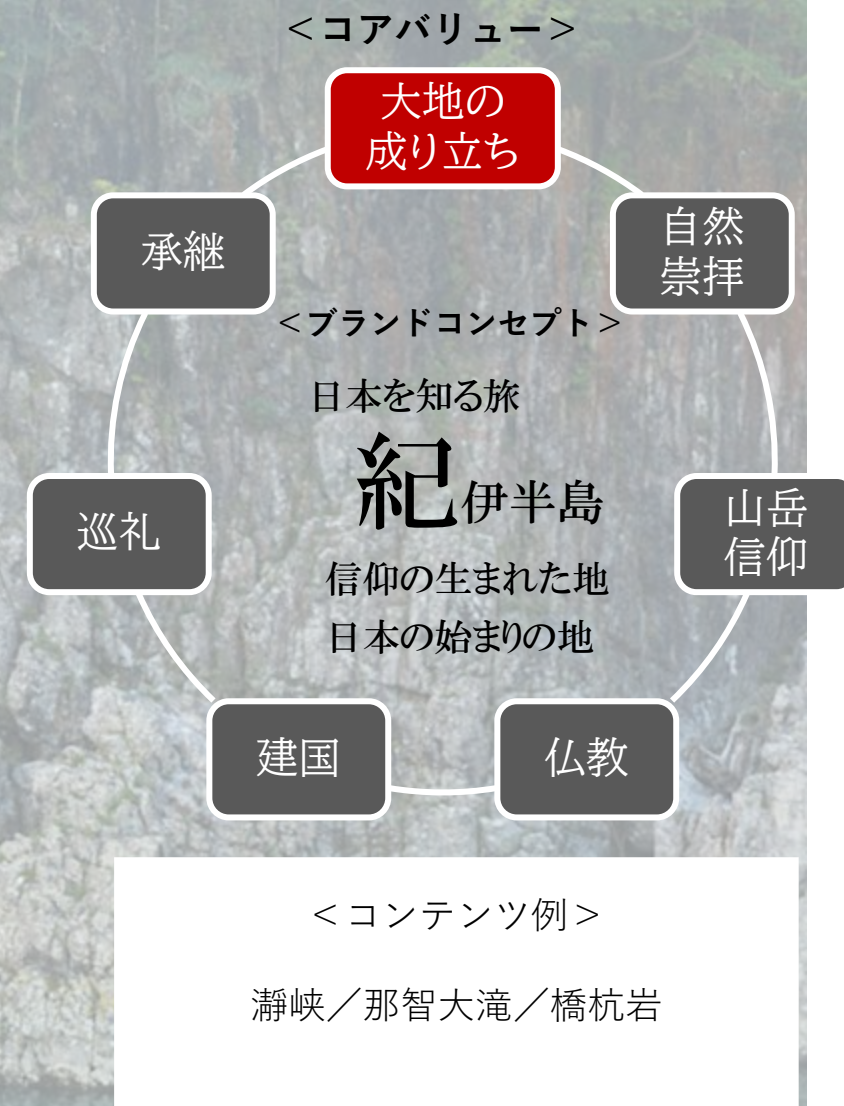 ＜コアバリュー＞
大地の
成り立ち
自然
崇拝
山岳
信仰
仏教
建国
巡礼
承継
＜ブランドコンセプト＞
日本を知る旅
紀伊半島
信仰の生まれた地
日本の始まりの地
＜コンテンツ例＞
瀞峡／那智大滝／橋杭岩